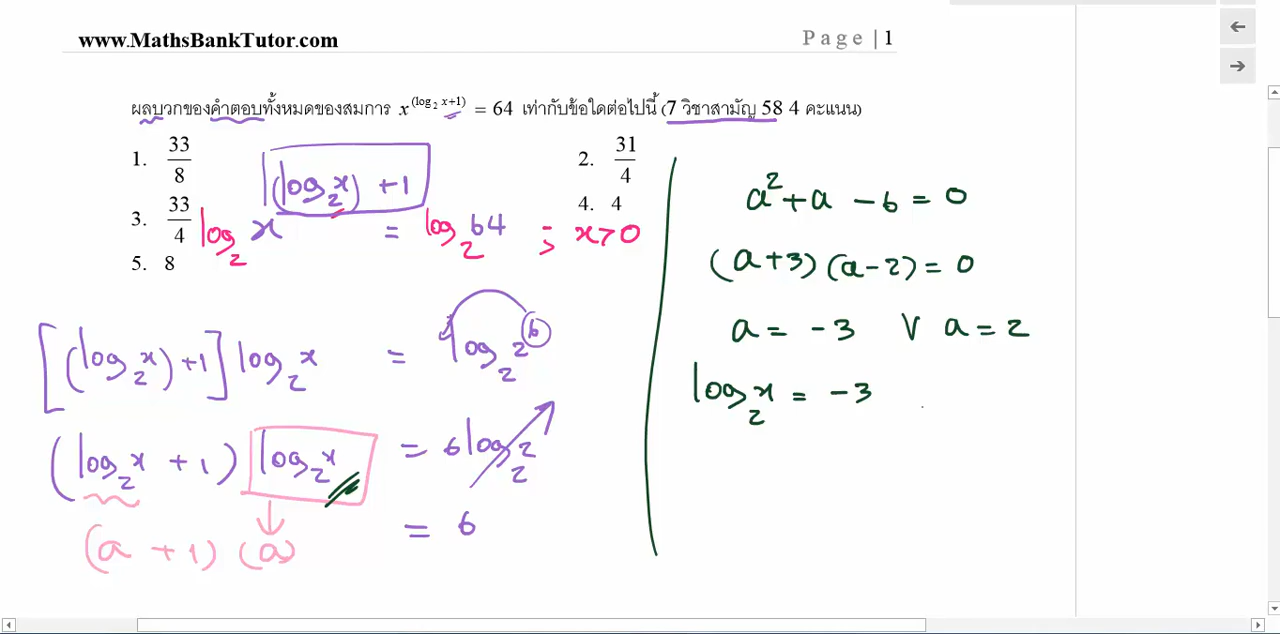 www.MathsBankTutor.com
Page | 1
ผลบวกของคำตอบทั้งหมดของสมการ x^(log₂ x+1) = 64 เท่ากับข้อใดต่อไปนี้ (7 วิชาสามัญ 58 4 คะแนน)
1. 33/8
2. 31/4
3. 33/4
4. 4
5. 8
log₂ x^((log₂x) + 1) = log₂ 64 ; x > 0
[(log₂x) + 1] log₂x = log₂ 2⁶
(log₂x + 1) log₂x = 6 log₂2
(a + 1) (a) = 6
a² + a - 6 = 0
(a + 3)(a - 2) = 0
a = -3 ∨ a = 2
log₂x = -3